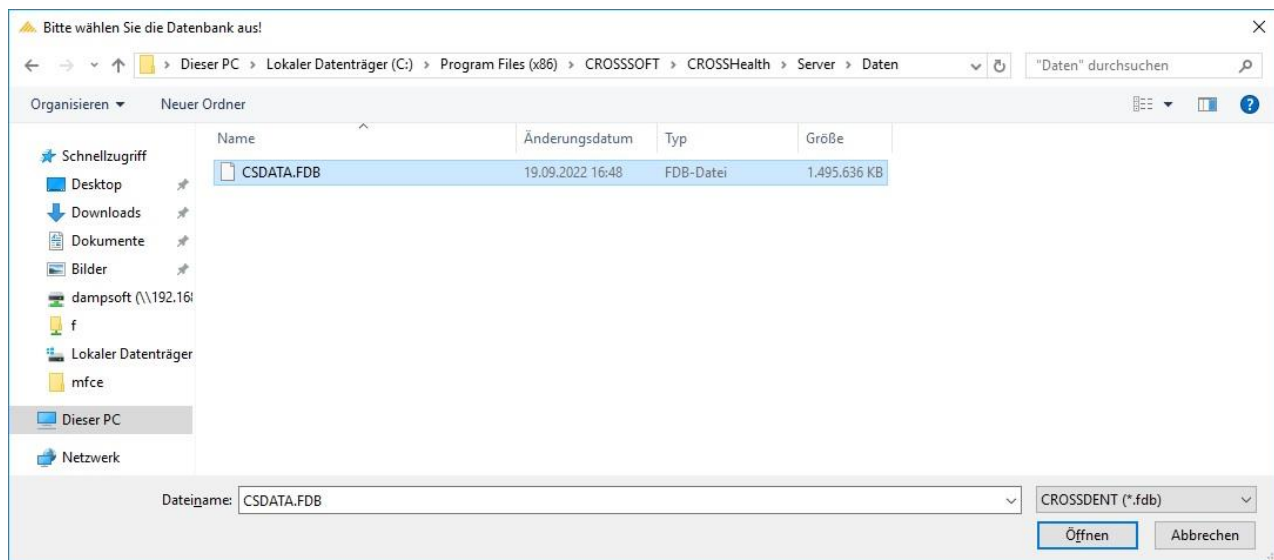 Bitte wählen Sie die Datenbank aus!
Dieser PC > Lokaler Datenträger (C:) > Program Files (x86) > CROSSSOFT > CROSSHealth > Server > Daten
"Daten" durchsuchen
Organisieren
Neuer Ordner
Name Änderungsdatum Typ Größe
Schnellzugriff
CSDATA.FDB 19.09.2022 16:48 FDB-Datei 1.495.636 KB
Desktop
Downloads
Dokumente
Bilder
dampsoft (\\192.168
f
Lokaler Datenträger
mfce
Dieser PC
Netzwerk
Dateiname: CSDATA.FDB
CROSSDENT (*.fdb)
Öffnen
Abbrechen